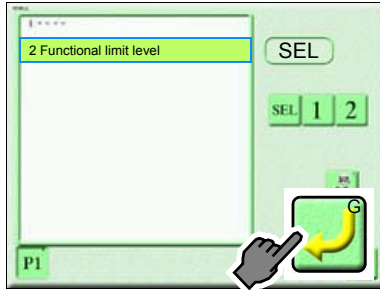 1 ----
2 Functional limit level
SEL
SEL 1 2
G
P1